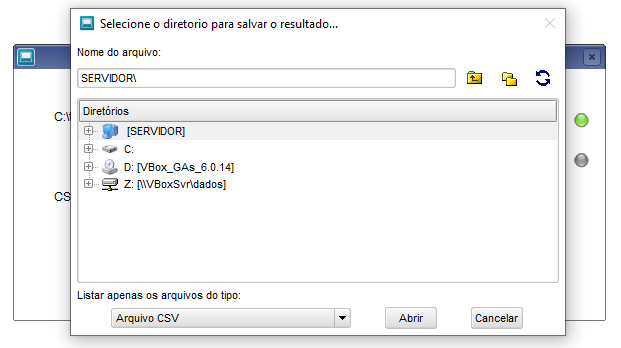 Selecione o diretorio para salvar o resultado...
Nome do arquivo:
SERVIDOR\
Diretórios
[SERVIDOR]
C:
D: [VBox_GAs_6.0.14]
Z: [\\VBoxSvr\dados]
Listar apenas os arquivos do tipo:
Arquivo CSV
Abrir
Cancelar
C:\
CS